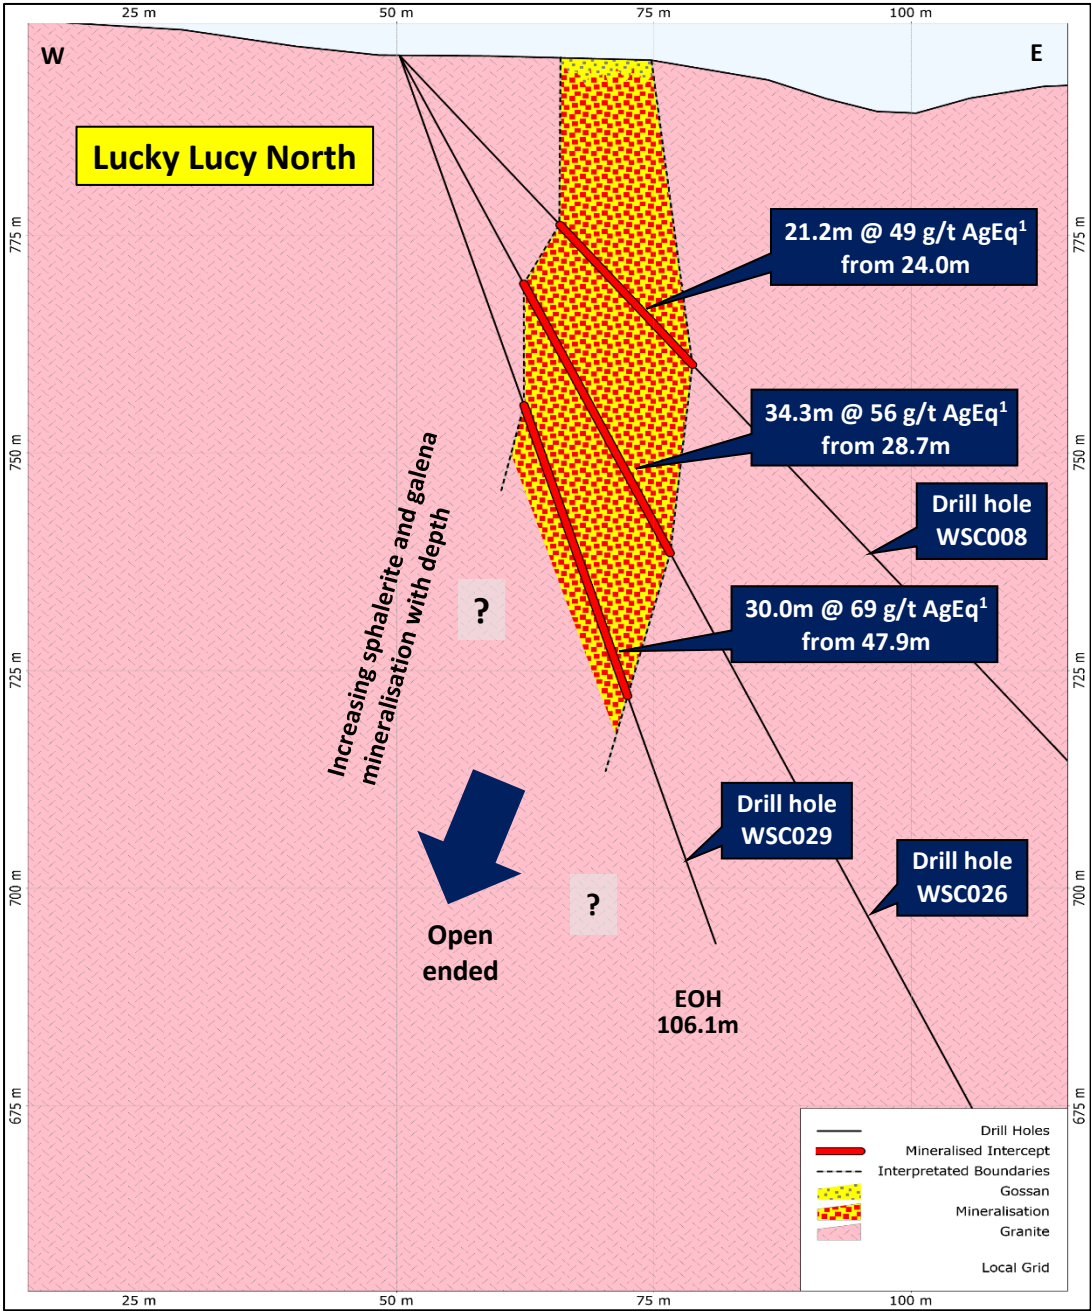 25 m
50 m
75 m
100 m
W
E
Lucky Lucy North
775 m
775 m
21.2m @ 49 g/t AgEq¹
from 24.0m
34.3m @ 56 g/t AgEq¹
from 28.7m
750 m
750 m
Increasing sphalerite and galena
mineralisation with depth
Drill hole
WSC008
?
30.0m @ 69 g/t AgEq¹
from 47.9m
725 m
725 m
Drill hole
WSC029
Drill hole
WSC026
700 m
700 m
?
Open
ended
EOH
106.1m
675 m
675 m
Drill Holes
Mineralised Intercept
Interpretated Boundaries
Gossan
Mineralisation
Granite
Local Grid
25 m
50 m
75 m
100 m